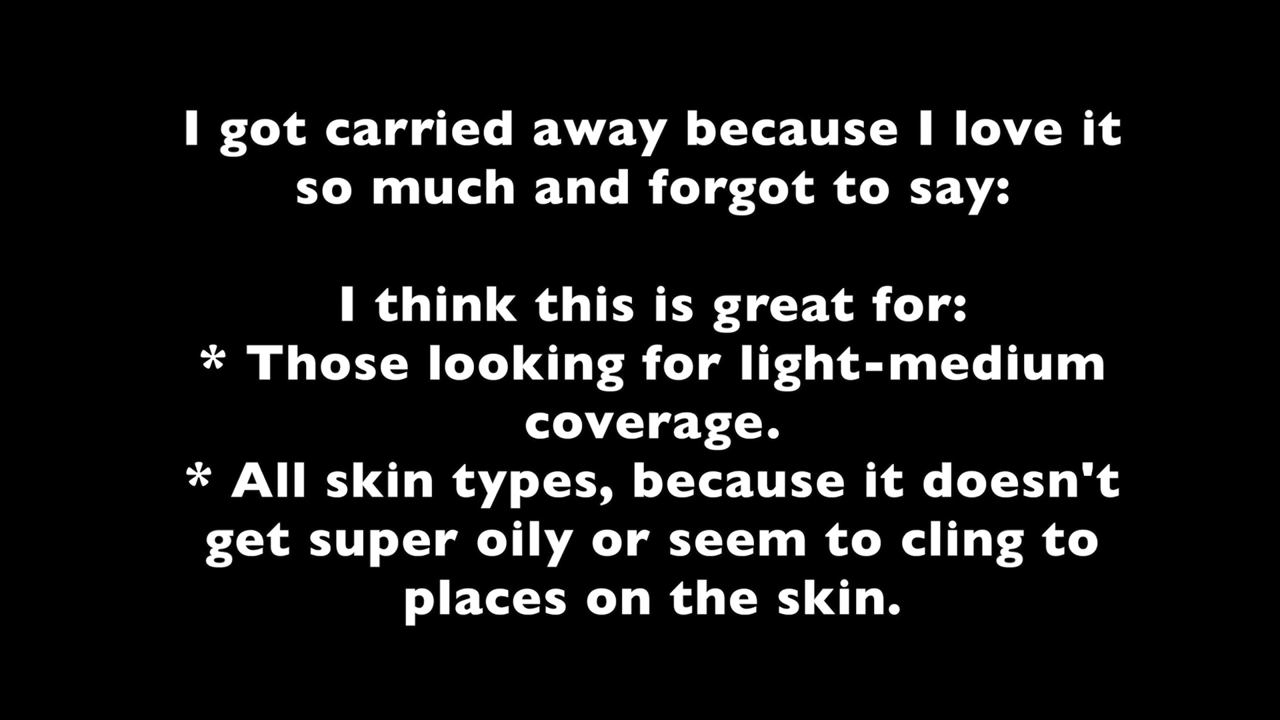 I got carried away because I love it
so much and forgot to say:
I think this is great for:
* Those looking for light-medium
coverage.
* All skin types, because it doesn't
get super oily or seem to cling to
places on the skin.